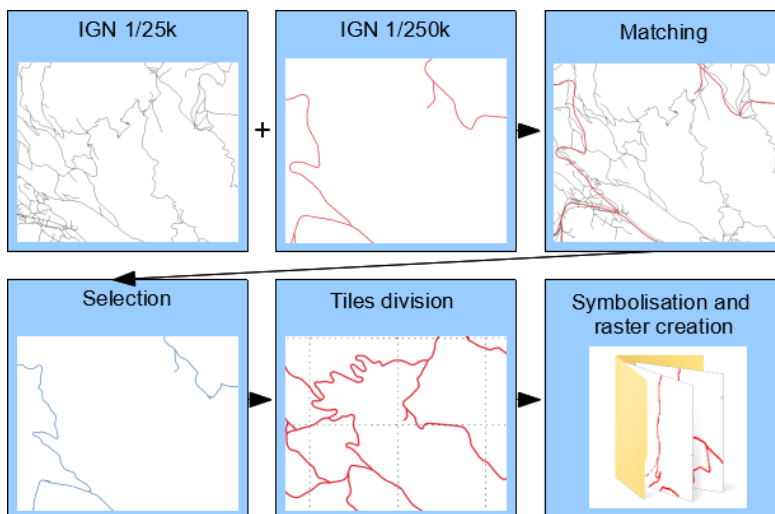 IGN 1/25k
IGN 1/250k
Matching
+
Selection
Tiles division
Symbolisation and
raster creation